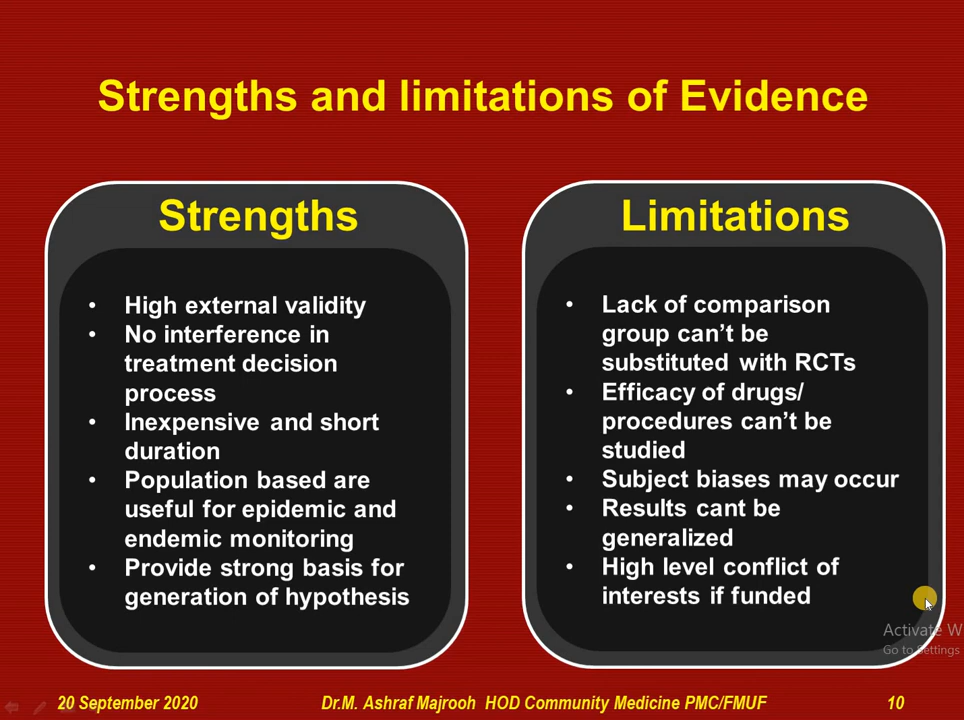 Strengths and limitations of Evidence
Strengths
• High external validity
• No interference in
treatment decision
process
• Inexpensive and short
duration
• Population based are
useful for epidemic and
endemic monitoring
• Provide strong basis for
generation of hypothesis
Limitations
• Lack of comparison
group can’t be
substituted with RCTs
• Efficacy of drugs/
procedures can’t be
studied
• Subject biases may occur
• Results cant be
generalized
• High level conflict of
interests if funded
Activate W
Go to Settings
20 September 2020 Dr.M. Ashraf Majrooh HOD Community Medicine PMC/FMUF 10